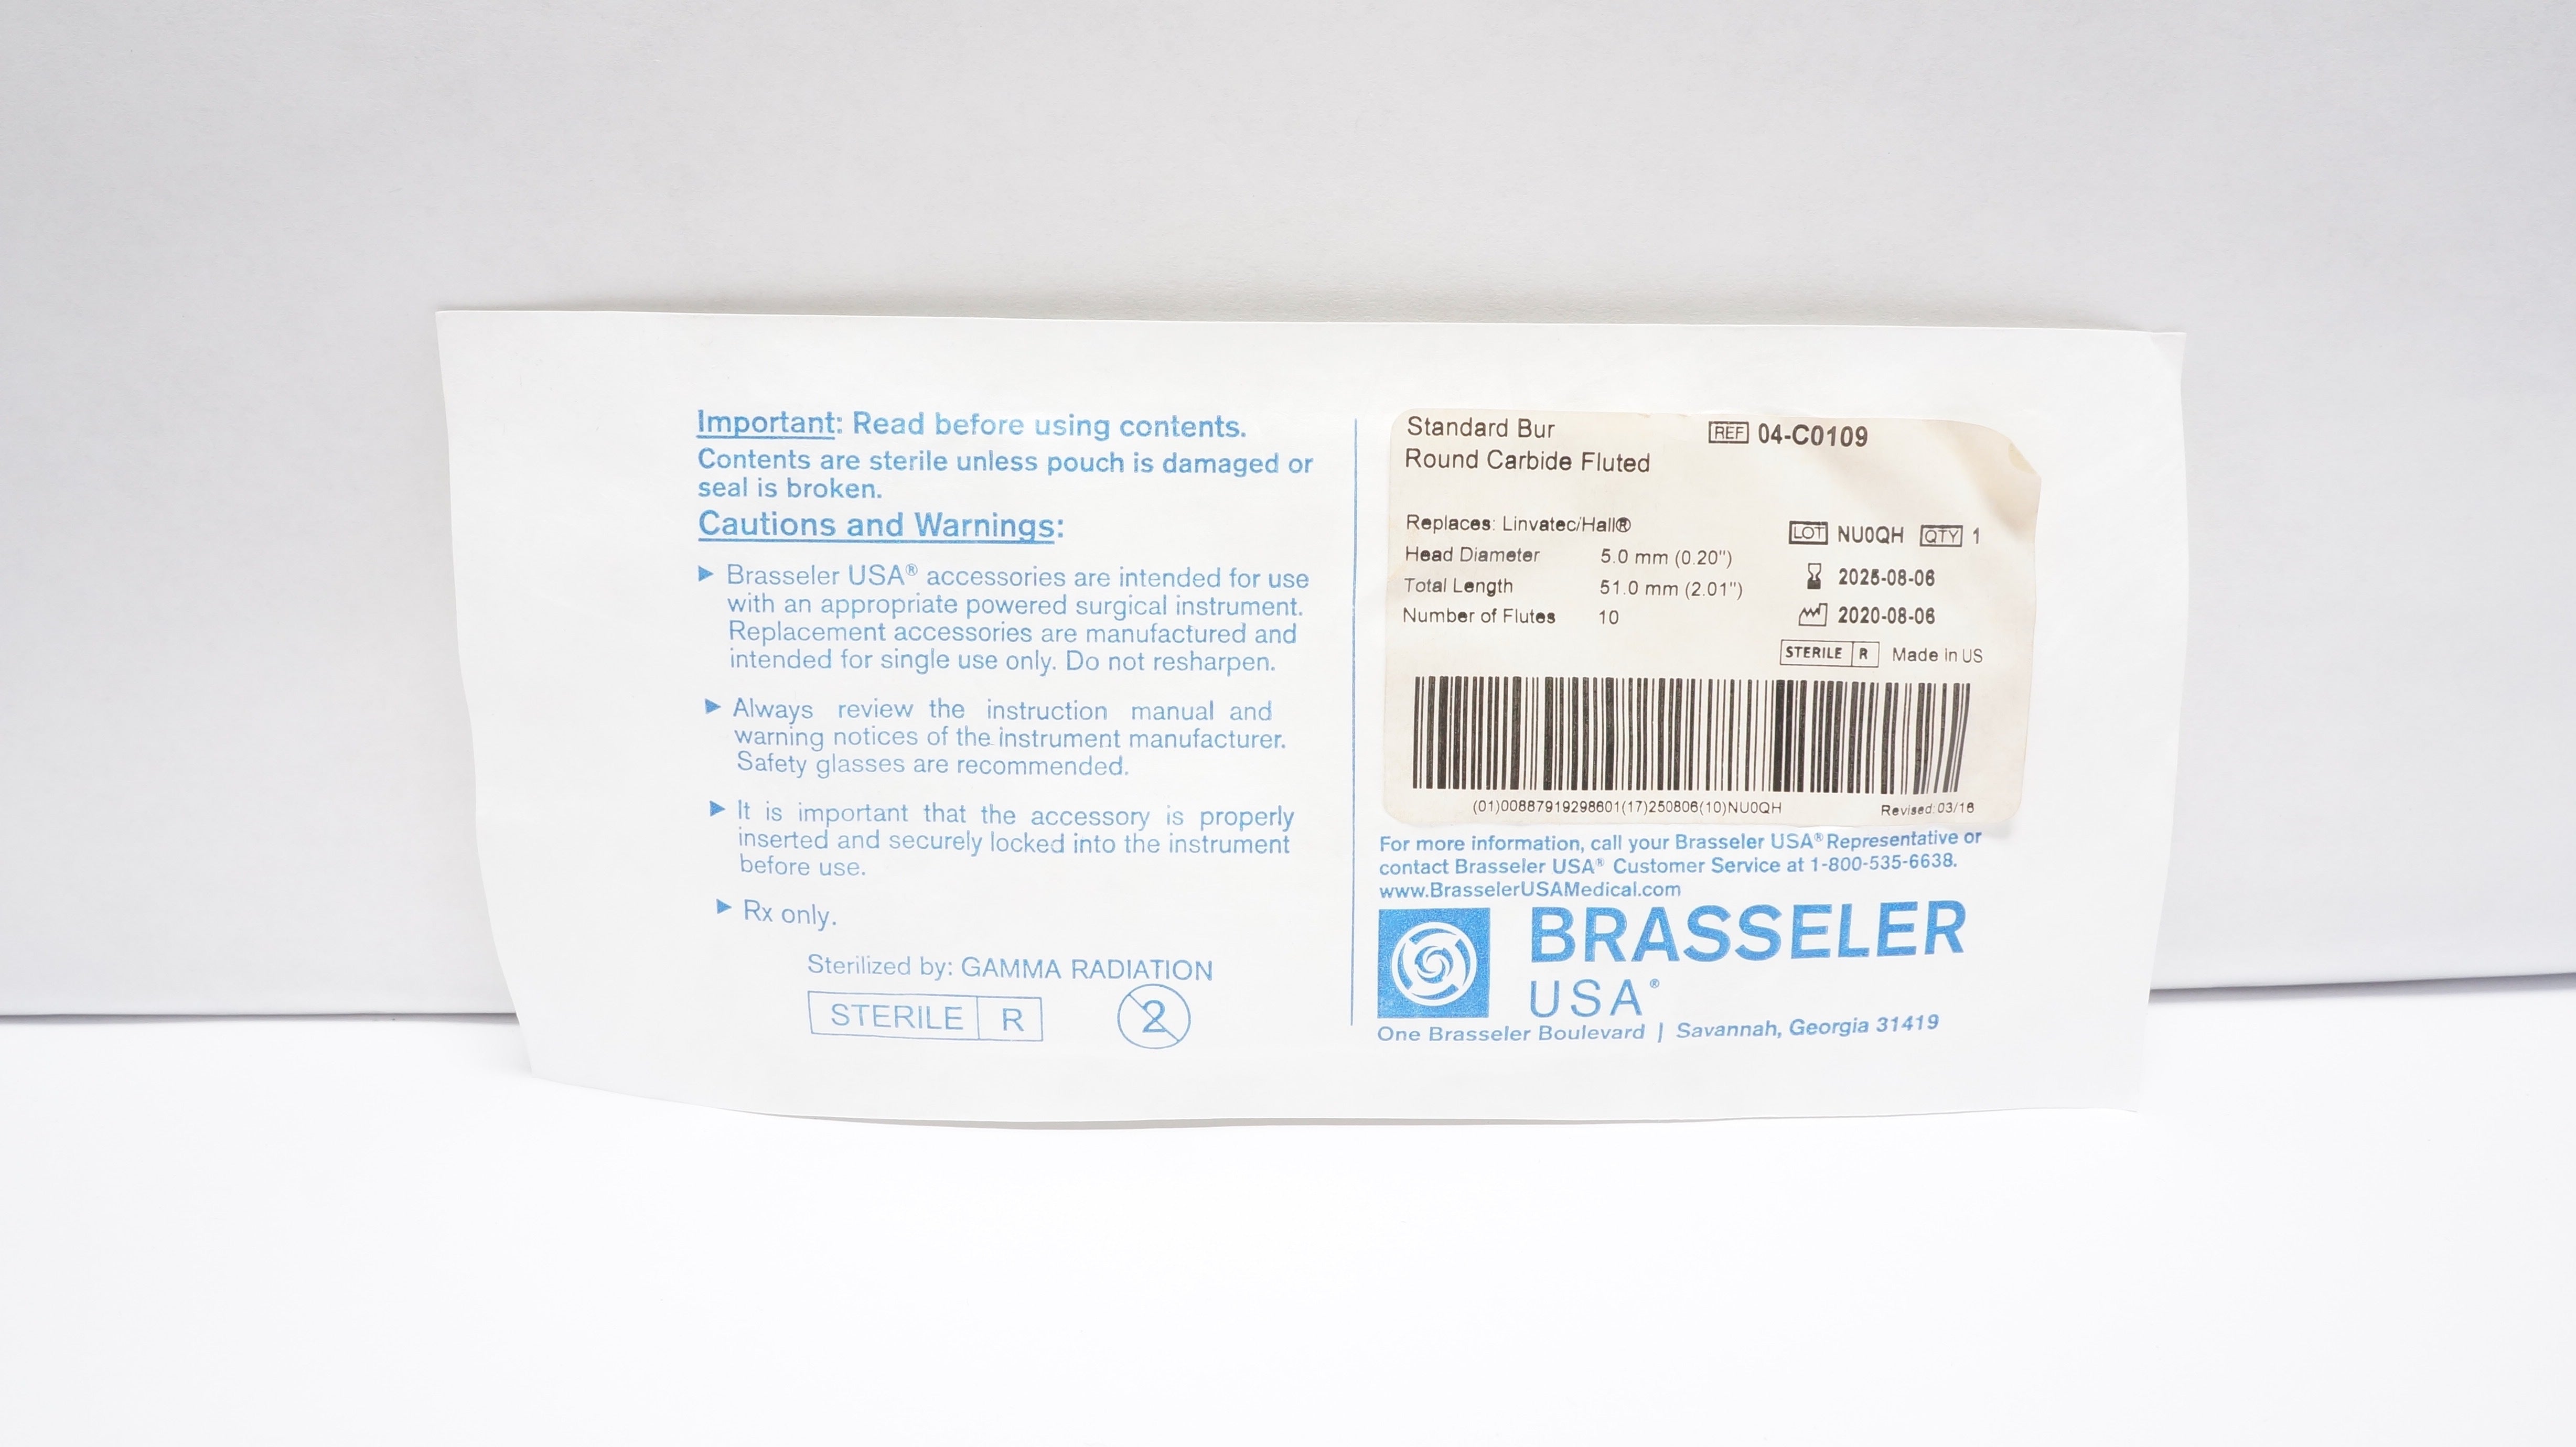 Important: Read before using contents.
Contents are sterile unless pouch is damaged or
seal is broken.
Cautions and Warnings:
▶ Brasseler USA® accessories are intended for use
with an appropriate powered surgical instrument.
Replacement accessories are manufactured and
intended for single use only. Do not resharpen.
▶ Always review the instruction manual and
warning notices of the instrument manufacturer.
Safety glasses are recommended.
▶ It is important that the accessory is properly
inserted and securely locked into the instrument
before use.
▶ Rx only.
Sterilized by: GAMMA RADIATION
STERILE R 2
Standard Bur REF 04-C0109
Round Carbide Fluted
Replaces: Linvatec/Hall®
Head Diameter 5.0 mm (0.20")
Total Length 51.0 mm (2.01")
Number of Flutes 10
LOT NU0QH QTY 1
2025-08-06
2020-08-06
STERILE R Made in US
(01)00887919298601(17)250806(10)NU0QH Revised:03/16
For more information, call your Brasseler USA® Representative or
contact Brasseler USA® Customer Service at 1-800-535-6638.
www.BrasselerUSAMedical.com
BRASSELER
USA®
One Brasseler Boulevard | Savannah, Georgia 31419